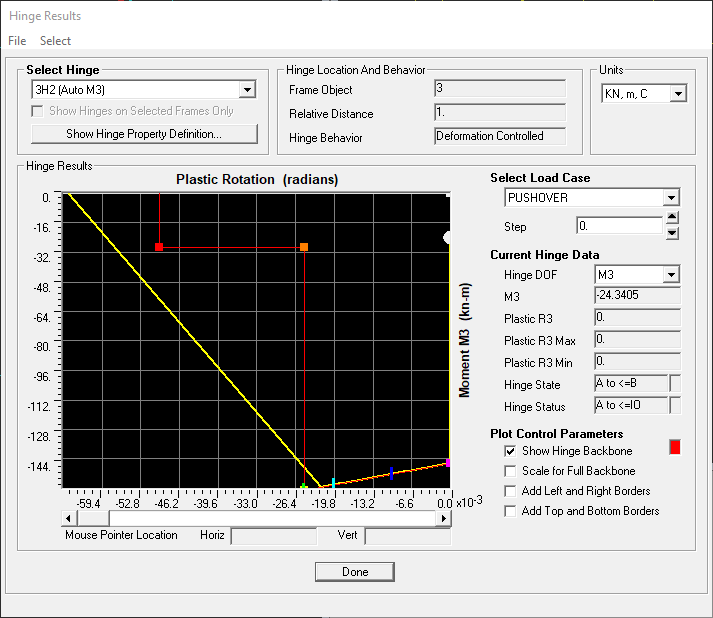 Hinge Results
File Select
Select Hinge
3H2 (Auto M3)
Show Hinges on Selected Frames Only
Show Hinge Property Definition...
Hinge Location And Behavior
Frame Object 3
Relative Distance 1.
Hinge Behavior Deformation Controlled
Units
KN, m, C
Hinge Results
Plastic Rotation (radians)
0.
-16.
-32.
-48.
-64.
-80.
-96.
-112.
-128.
-144.
Moment M3 (kn-m)
-59.4 -52.8 -46.2 -39.6 -33.0 -26.4 -19.8 -13.2 -6.6 0.0 x10-3
Mouse Pointer Location Horiz Vert
Select Load Case
PUSHOVER
Step 0.
Current Hinge Data
Hinge DOF M3
M3 -24.3405
Plastic R3 0.
Plastic R3 Max 0.
Plastic R3 Min 0.
Hinge State A to <=B
Hinge Status A to <=IO
Plot Control Parameters
Show Hinge Backbone
Scale for Full Backbone
Add Left and Right Borders
Add Top and Bottom Borders
Done